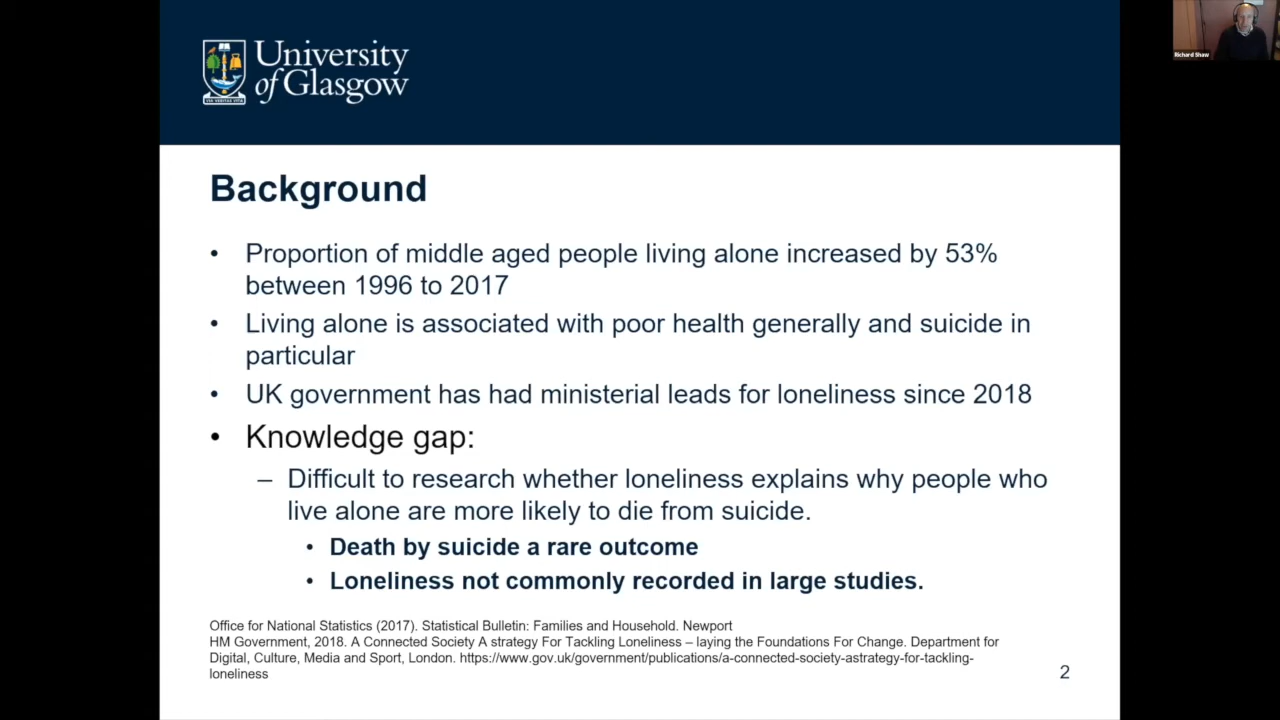 University
of Glasgow
VIA VERITAS VITA
Richard Shaw
Background
• Proportion of middle aged people living alone increased by 53%
between 1996 to 2017
• Living alone is associated with poor health generally and suicide in
particular
• UK government has had ministerial leads for loneliness since 2018
• Knowledge gap:
– Difficult to research whether loneliness explains why people who
live alone are more likely to die from suicide.
• Death by suicide a rare outcome
• Loneliness not commonly recorded in large studies.
Office for National Statistics (2017). Statistical Bulletin: Families and Household. Newport
HM Government, 2018. A Connected Society A strategy For Tackling Loneliness – laying the Foundations For Change. Department for
Digital, Culture, Media and Sport, London. https://www.gov.uk/government/publications/a-connected-society-astrategy-for-tackling-
loneliness
2